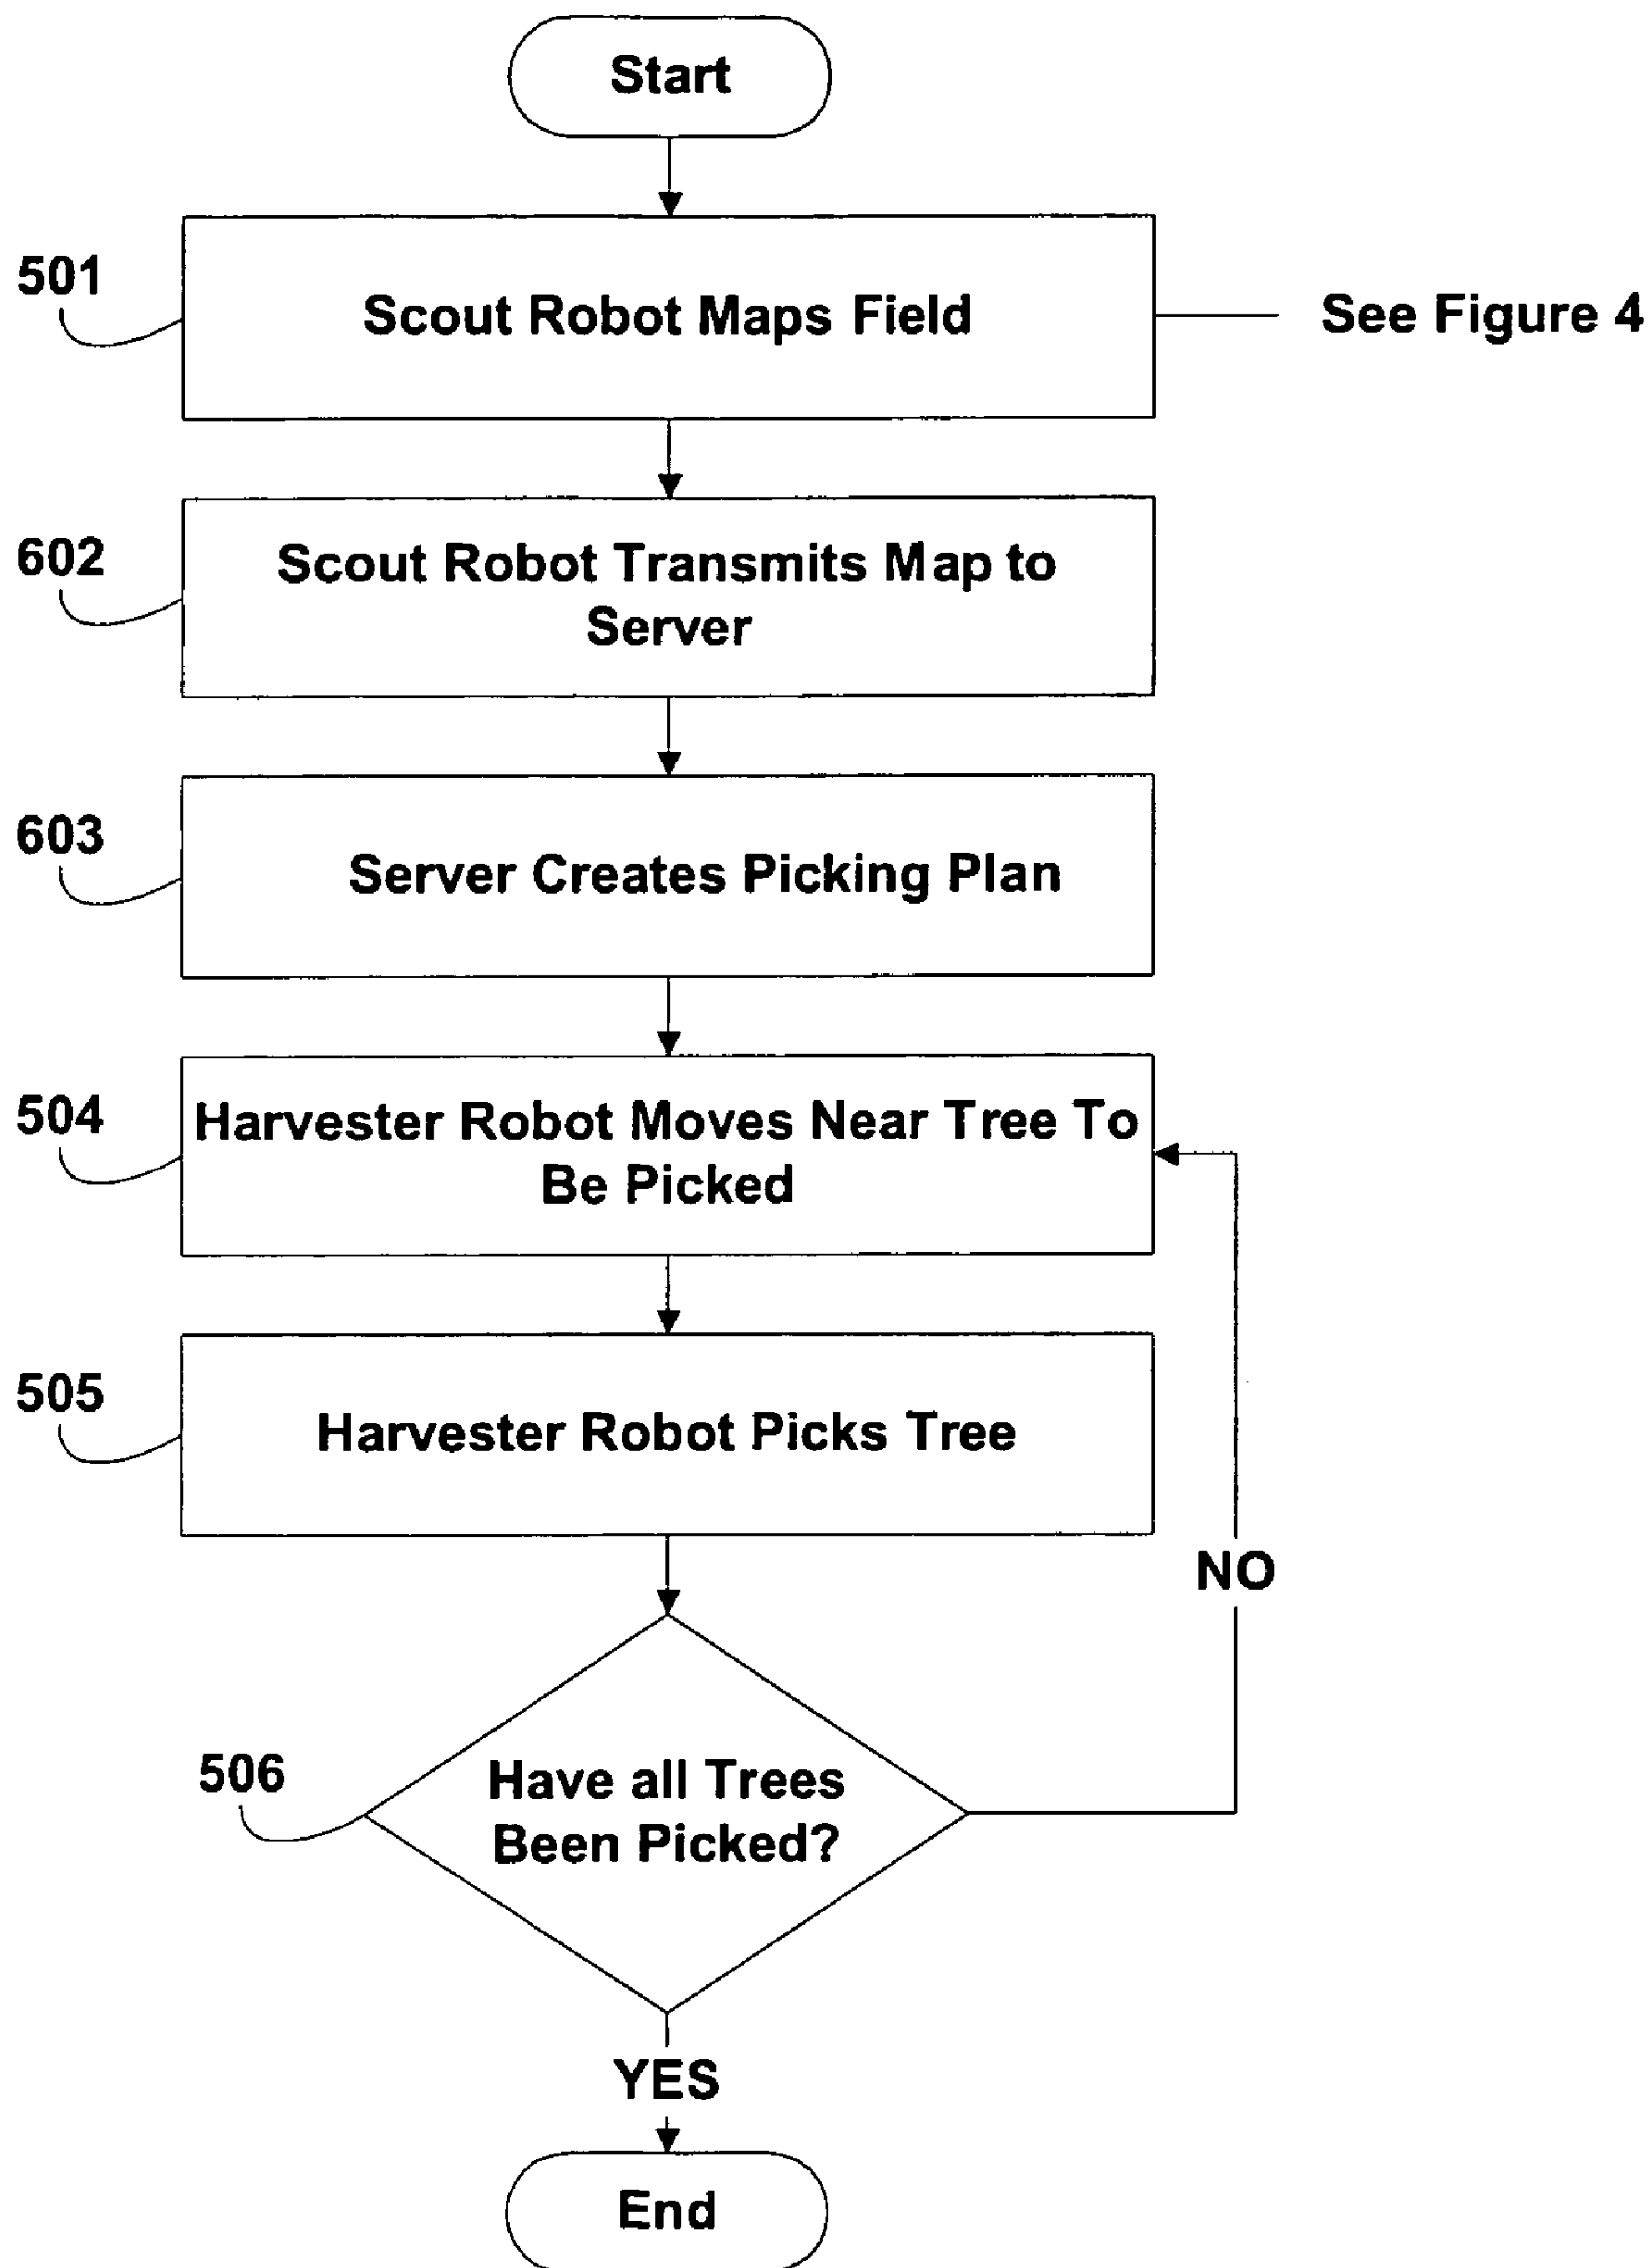 Start
501
Scout Robot Maps Field
See Figure 4
602
Scout Robot Transmits Map to
Server
603
Server Creates Picking Plan
504
Harvester Robot Moves Near Tree To
Be Picked
505
Harvester Robot Picks Tree
NO
506
Have all Trees
Been Picked?
YES
End